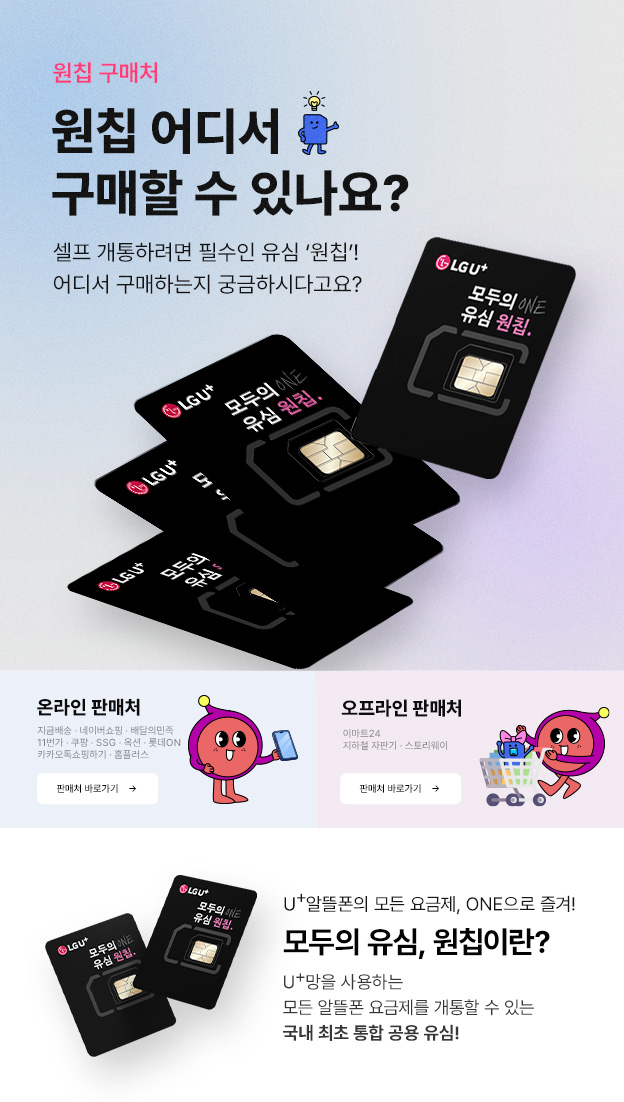 원칩 구매처
원칩 어디서
구매할 수 있나요?
셀프 개통하려면 필수인 유심 ‘원칩’!
어디서 구매하는지 궁금하시다고요?
LG U+
모두의 ONE
유심 원칩.
LG U+
모두의 ONE
유심 원칩.
LG U+
LG U+
모두의
유심
온라인 판매처
지금배송 · 네이버쇼핑 · 배달의민족
11번가 · 쿠팡 · SSG · 옥션 · 롯데ON
카카오톡쇼핑하기 · 홈플러스
판매처 바로가기 →
오프라인 판매처
이마트24
지하철 자판기 · 스토리웨이
판매처 바로가기 →
LG U+
모두의 ONE
유심 원칩.
LG U+
모두의 ONE
유심 원칩.
U+알뜰폰의 모든 요금제, ONE으로 즐겨!
모두의 유심, 원칩이란?
U+망을 사용하는
모든 알뜰폰 요금제를 개통할 수 있는
국내 최초 통합 공용 유심!